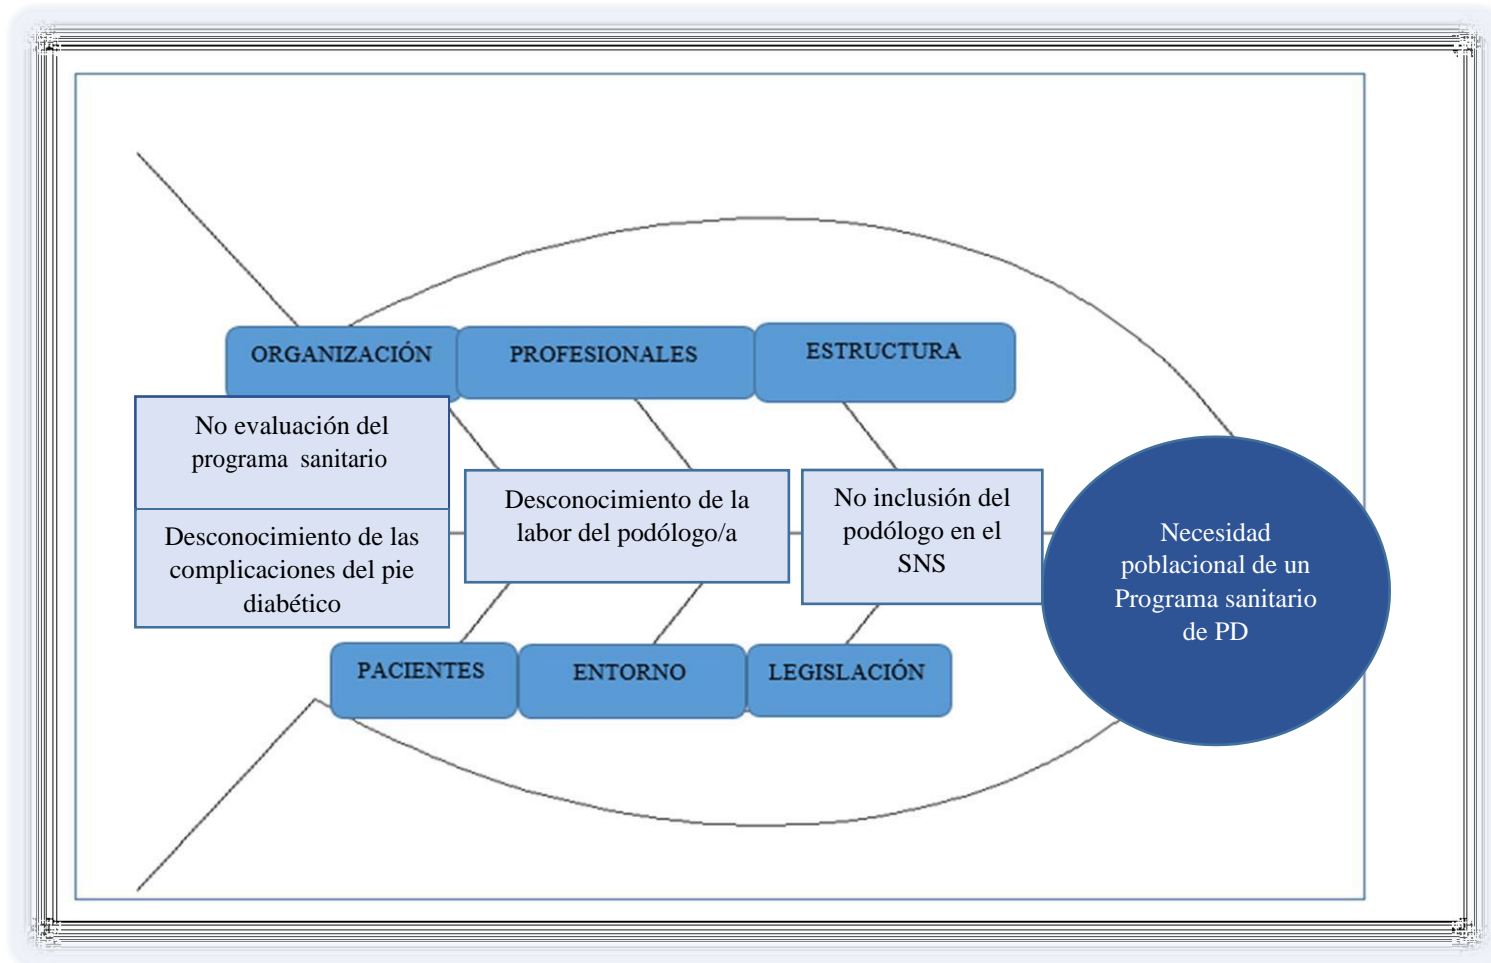 ORGANIZACIÓN
PROFESIONALES
ESTRUCTURA
No evaluación del
programa sanitario
Desconocimiento de las
complicaciones del pie
diabético
Desconocimiento de la
labor del podólogo/a
No inclusión del
podólogo en el
SNS
Necesidad
poblacional de un
Programa sanitario
de PD
PACIENTES
ENTORNO
LEGISLACIÓN